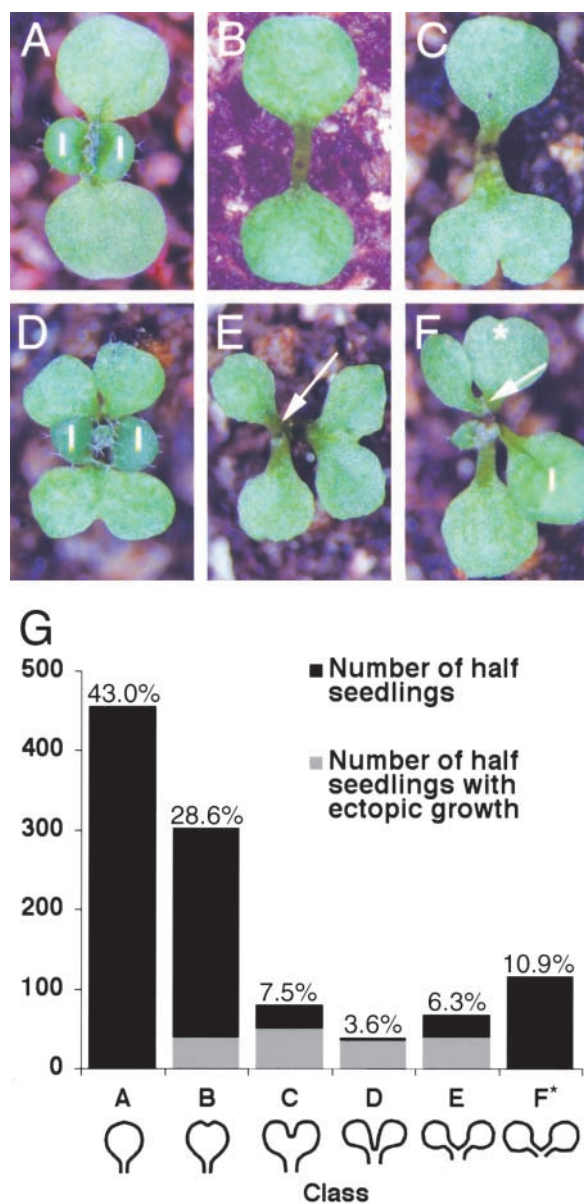 A
B
C
I
I
D
E
F
*
I
I
I
G
500
400
300
200
100
0
43.0%
28.6%
7.5%
3.6%
6.3%
10.9%
Number of half
seedlings
Number of half
seedlings with
ectopic growth
A B C D E F*
Class